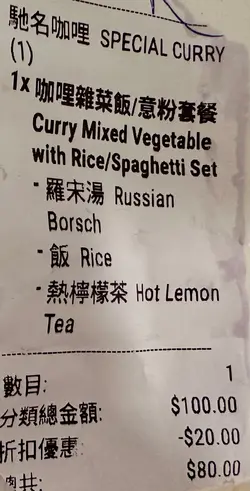 馳名咖哩 SPECIAL CURRY
(1)
1x 咖哩雜菜飯/意粉套餐
Curry Mixed Vegetable
with Rice/Spaghetti Set
- 羅宋湯 Russian
Borsch
- 飯 Rice
- 熱檸檬茶 Hot Lemon
Tea
數目: 1
分類總金額: $100.00
折扣優惠: -$20.00
共: $80.00